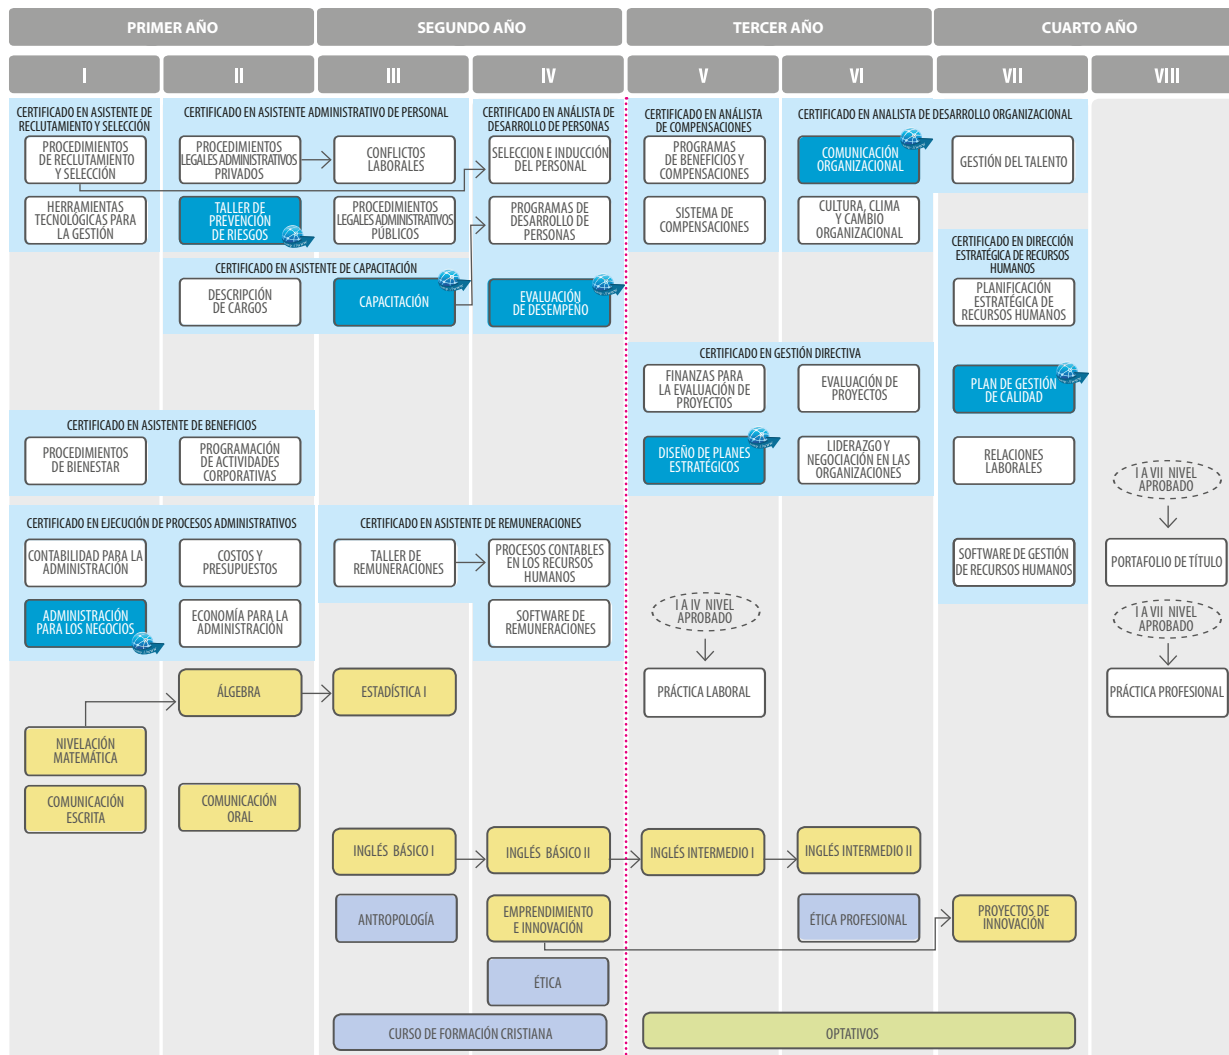 PRIMER AÑO
SEGUNDO AÑO
TERCER AÑO
CUARTO AÑO
I
II
III
IV
V
VI
VII
VIII
CERTIFICADO EN ASISTENTE DE
RECLUTAMIENTO Y SELECCIÓN
CERTIFICADO EN ASISTENTE ADMINISTRATIVO DE PERSONAL
CERTIFICADO EN ANÁLISTA DE
DESARROLLO DE PERSONAS
CERTIFICADO EN ANÁLISTA
DE COMPENSACIONES
CERTIFICADO EN ANALISTA DE DESARROLLO ORGANIZACIONAL
PROCEDIMIENTOS
DE RECLUTAMIENTO
Y SELECCIÓN
PROCEDIMIENTOS
LEGALES ADMINISTRATIVOS
PRIVADOS
CONFLICTOS
LABORALES
SELECCION E INDUCCIÓN
DEL PERSONAL
PROGRAMAS
DE BENEFICIOS Y
COMPENSACIONES
COMUNICACIÓN
ORGANIZACIONAL
GESTIÓN DEL TALENTO
HERRAMIENTAS
TECNOLÓGICAS PARA
LA GESTIÓN
TALLER DE
PREVENCIÓN
DE RIESGOS
PROCEDIMIENTOS
LEGALES ADMINISTRATIVOS
PÚBLICOS
PROGRAMAS DE
DESARROLLO DE
PERSONAS
SISTEMA DE
COMPENSACIONES
CULTURA, CLIMA
Y CAMBIO
ORGANIZACIONAL
CERTIFICADO EN DIRECCIÓN
ESTRATÉGICA DE RECURSOS
HUMANOS
CERTIFICADO EN ASISTENTE DE CAPACITACIÓN
DESCRIPCIÓN
DE CARGOS
CAPACITACIÓN
EVALUACIÓN
DE DESEMPEÑO
PLANIFICACIÓN
ESTRATÉGICA DE
RECURSOS HUMANOS
CERTIFICADO EN GESTIÓN DIRECTIVA
FINANZAS PARA
LA EVALUACIÓN DE
PROYECTOS
EVALUACIÓN DE
PROYECTOS
PLAN DE GESTIÓN
DE CALIDAD
CERTIFICADO EN ASISTENTE DE BENEFICIOS
PROCEDIMIENTOS
DE BIENESTAR
PROGRAMACIÓN
DE ACTIVIDADES
CORPORATIVAS
DISEÑO DE PLANES
ESTRATÉGICOS
LIDERAZGO Y
NEGOCIACIÓN EN LAS
ORGANIZACIONES
RELACIONES
LABORALES
I A VII NIVEL
APROBADO
CERTIFICADO EN EJECUCIÓN DE PROCESOS ADMINISTRATIVOS
CERTIFICADO EN ASISTENTE DE REMUNERACIONES
CONTABILIDAD PARA LA
ADMINISTRACIÓN
COSTOS Y
PRESUPUESTOS
TALLER DE
REMUNERACIONES
PROCESOS CONTABLES
EN LOS RECURSOS
HUMANOS
SOFTWARE DE GESTIÓN
DE RECURSOS HUMANOS
PORTAFOLIO DE TÍTULO
ADMINISTRACIÓN
PARA LOS NEGOCIOS
ECONOMÍA PARA LA
ADMINISTRACIÓN
SOFTWARE DE
REMUNERACIONES
I A IV NIVEL
APROBADO
I A VII NIVEL
APROBADO
ÁLGEBRA
ESTADÍSTICA I
PRÁCTICA LABORAL
PRÁCTICA PROFESIONAL
NIVELACIÓN
MATEMÁTICA
COMUNICACIÓN
ESCRITA
COMUNICACIÓN
ORAL
INGLÉS BÁSICO I
INGLÉS BÁSICO II
INGLÉS INTERMEDIO I
INGLÉS INTERMEDIO II
ANTROPOLOGÍA
EMPRENDIMIENTO
E INNOVACIÓN
ÉTICA PROFESIONAL
PROYECTOS DE
INNOVACIÓN
ÉTICA
CURSO DE FORMACIÓN CRISTIANA
OPTATIVOS